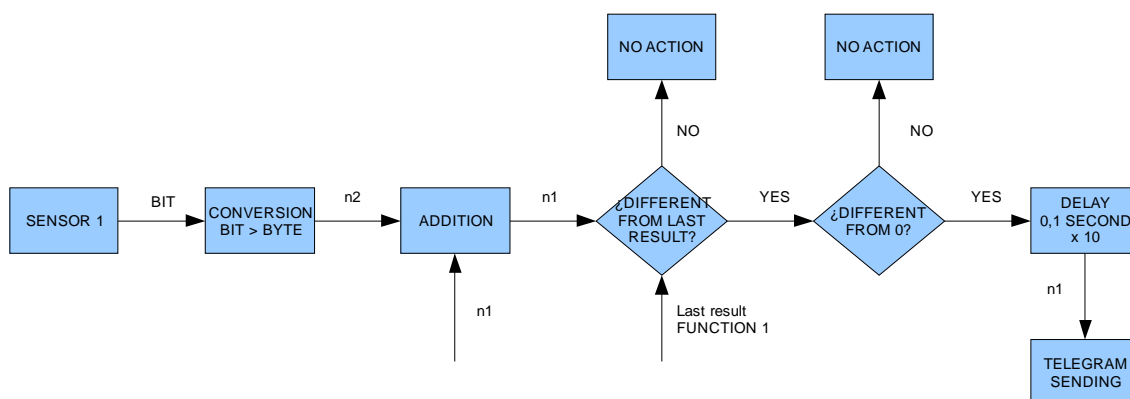 NO ACTION
NO ACTION
NO
NO
SENSOR 1
BIT
CONVERSION
BIT > BYTE
n2
ADDITION
n1
¿DIFFERENT
FROM LAST
RESULT?
YES
¿DIFFERENT
FROM 0?
YES
DELAY
0,1 SECOND
x 10
n1
Last result
FUNCTION 1
n1
TELEGRAM
SENDING